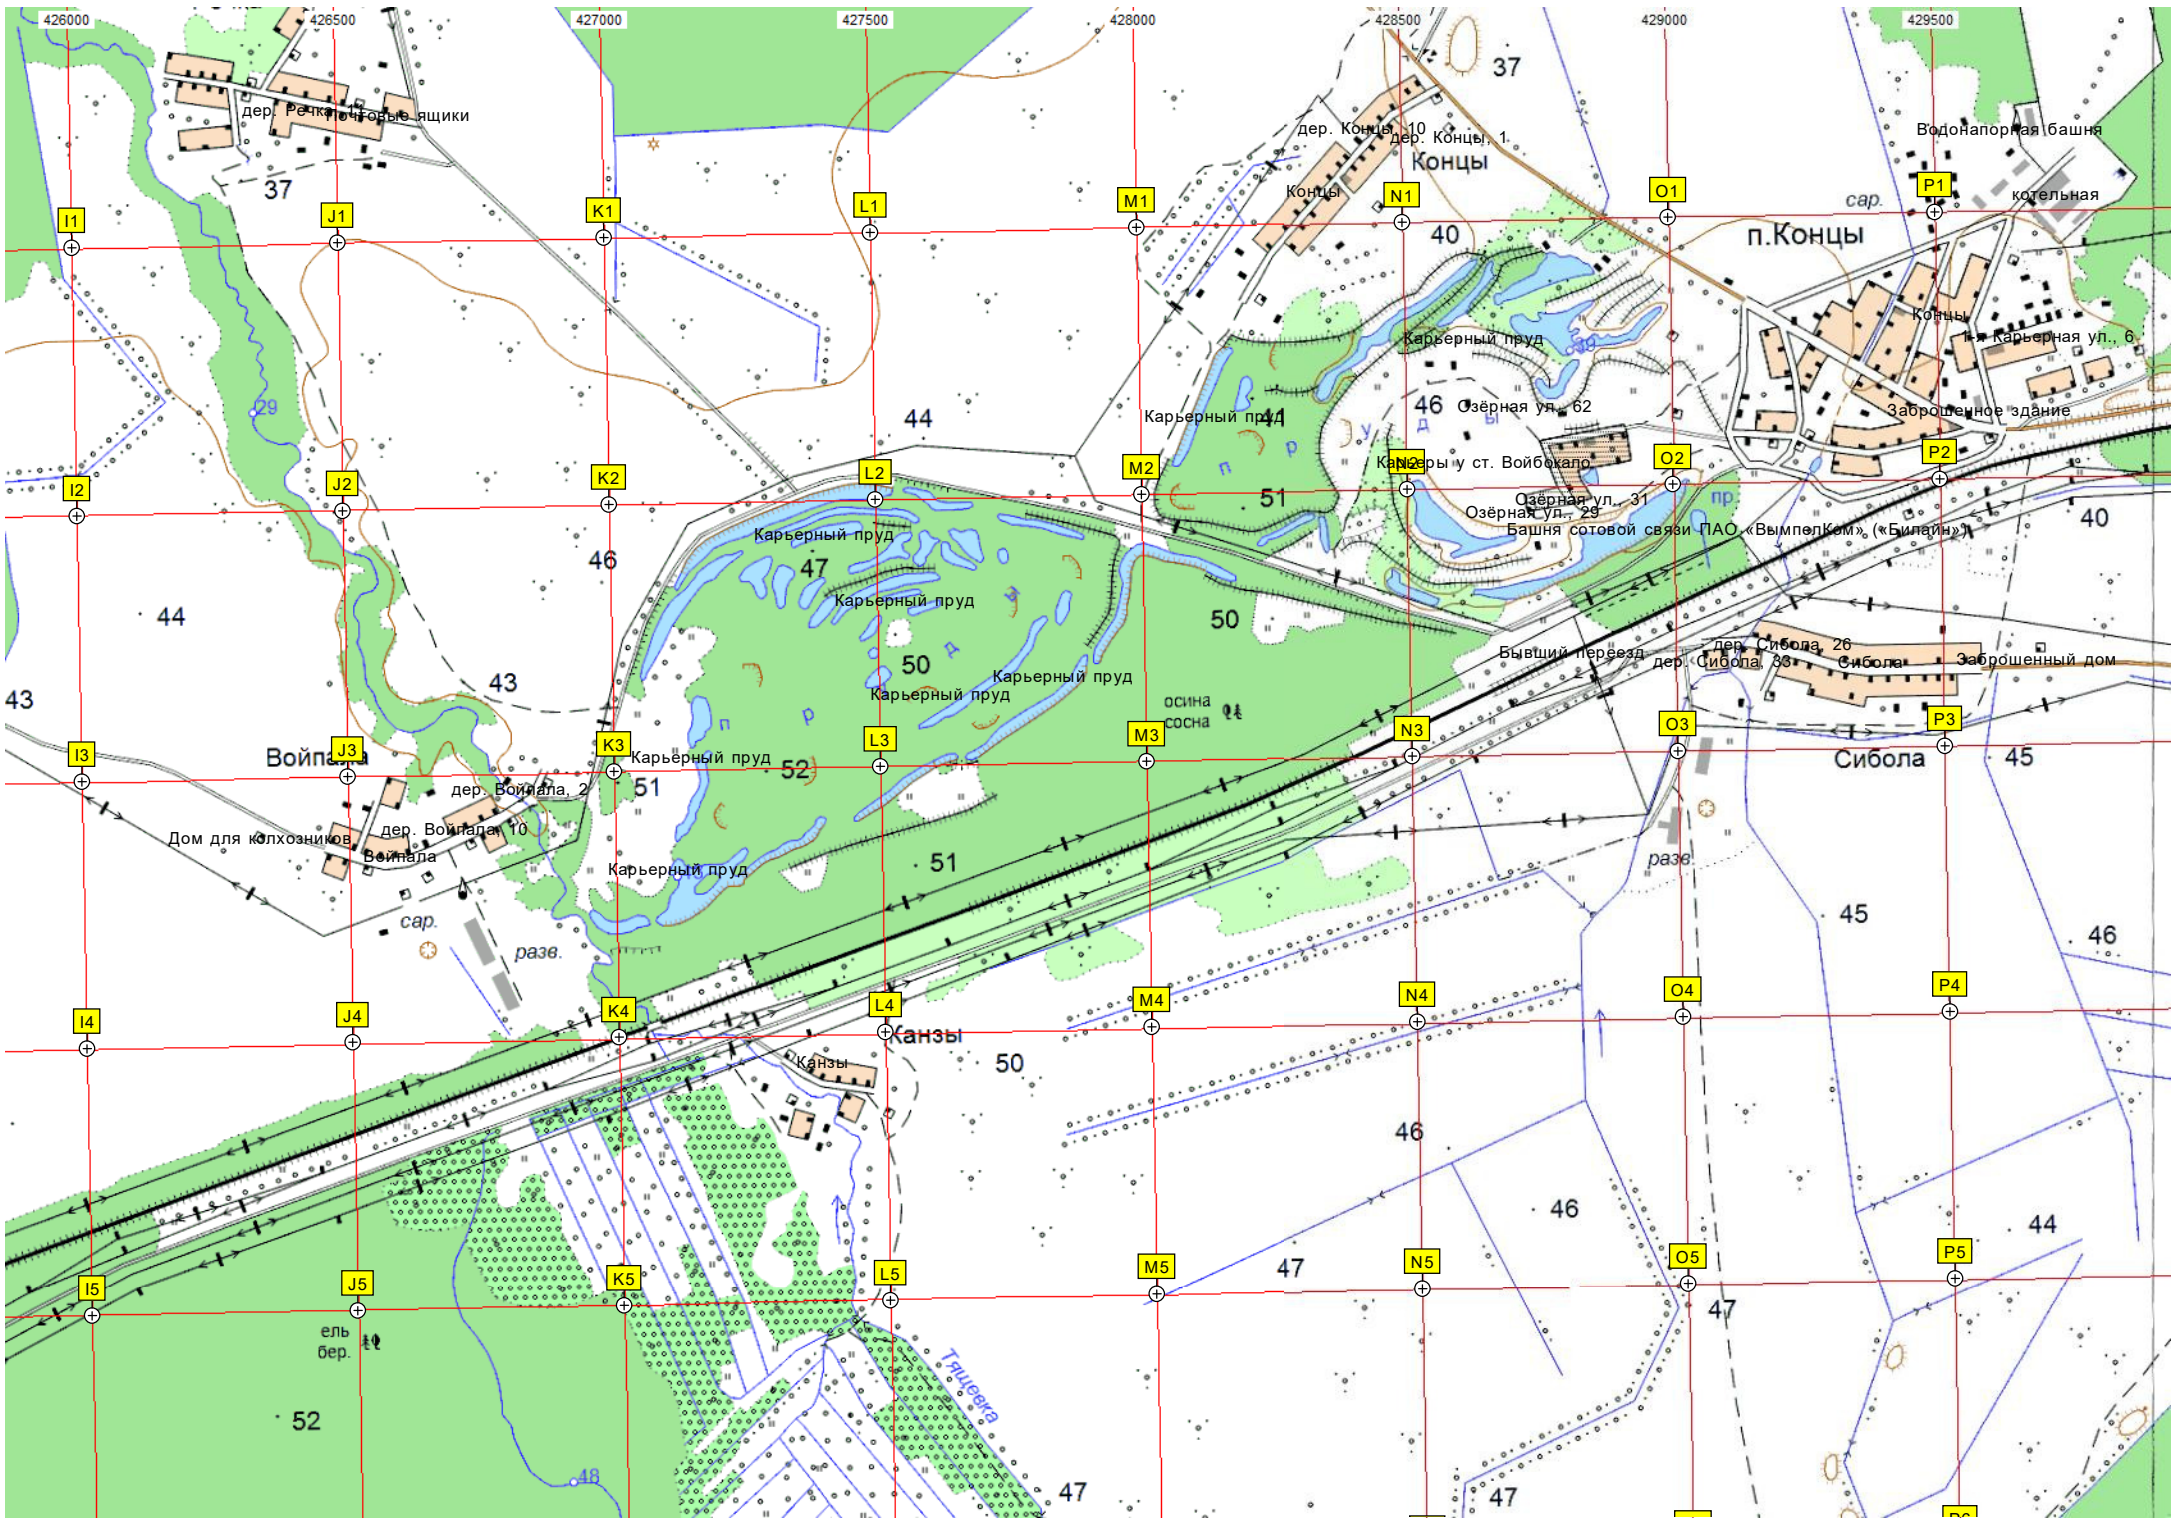 426000 426500 427000 427500 428000 428500 429000 429500
37
дер. Речка, 11
Почтовые ящики
дер. Концы, 10
дер. Концы, 1
Водонапорная башня
Концы
37
Концы
котельная
сар.
I1 J1 K1 L1 M1 N1 O1 P1
40
п.Концы
Концы
Карьерный пруд
39
1-я Карьерная ул., 6
29
44
Карьерный пруд
41
46
Озёрная ул., 62
Заброшенное здание
п р у д ы
Карьеры у ст. Войбокало
I2 J2 K2 L2 M2 N2 O2 P2
51
Озёрная ул., 31
Озёрная ул., 29
пр
40
Башня сотовой связи ПАО «ВымпелКом» («Билайн»)
Карьерный пруд
46
47
Карьерный пруд
44
50
50
дер. Сибола, 26
Бывший переезд
дер. Сибола, 33
Сибола
Заброшенный дом
43
43
Карьерный пруд
Карьерный пруд
осина
сосна
п р д
I3 J3 K3 L3 M3 N3 O3 P3
Войпала
Карьерный пруд
52
51
Сибола
45
дер. Войпала, 2
дер. Войпала, 10
Дом для колхозников
Войпала
51
Карьерный пруд
разв.
сар.
разв.
45
46
I4 J4 K4 L4 M4 N4 O4 P4
Канзы
Канзы
50
46
46
44
I5 J5 K5 L5 M5 N5 O5 P5
47
47
ель
бер.
Тящевка
52
48
47
47